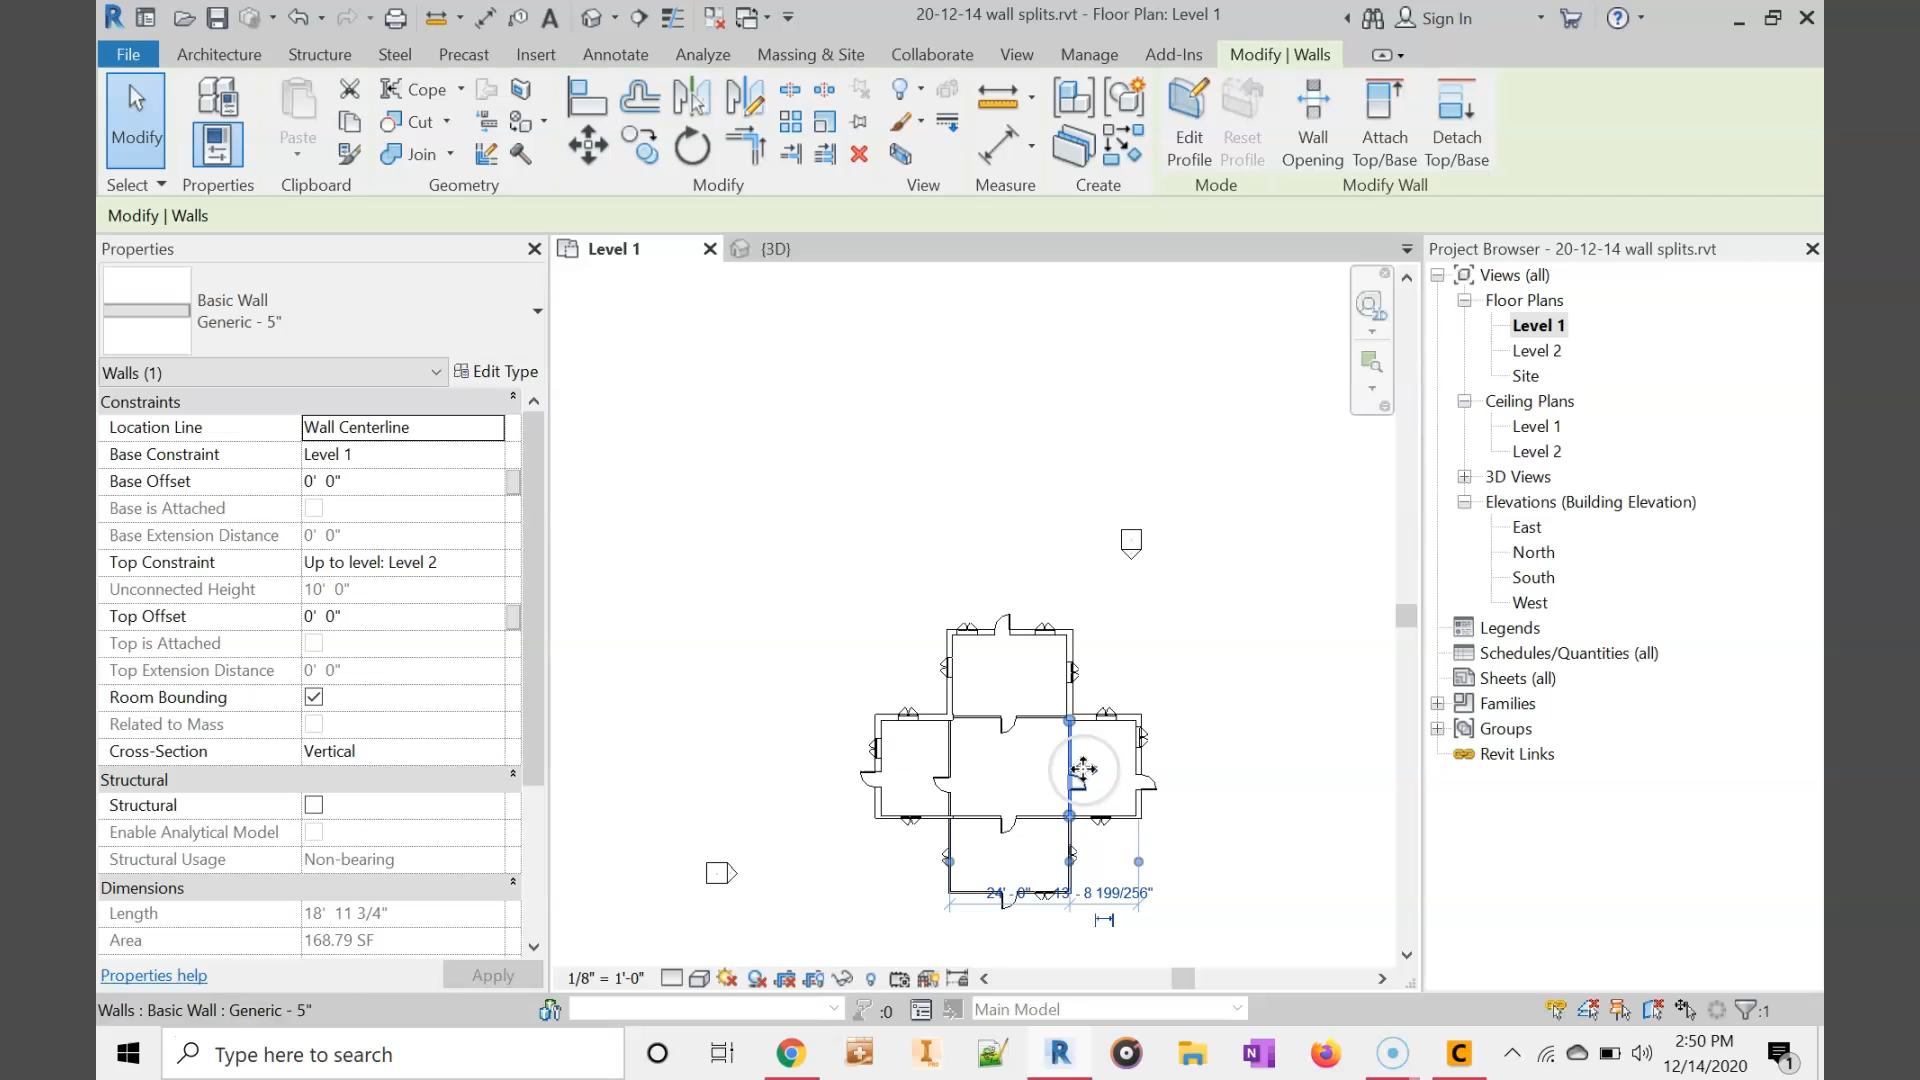 20-12-14 wall splits.rvt - Floor Plan: Level 1
Sign In
File
Architecture
Structure
Steel
Precast
Insert
Annotate
Analyze
Massing & Site
Collaborate
View
Manage
Add-Ins
Modify | Walls
Modify
Paste
Cope
Cut
Join
Edit
Profile
Reset
Profile
Wall
Opening
Attach
Top/Base
Detach
Top/Base
Select
Properties
Clipboard
Geometry
Modify
View
Measure
Create
Mode
Modify Wall
Modify | Walls
Properties
Basic Wall
Generic - 5"
Walls (1)
Edit Type
Constraints
Location Line
Wall Centerline
Base Constraint
Level 1
Base Offset
0' 0"
Base is Attached
Base Extension Distance
0' 0"
Top Constraint
Up to level: Level 2
Unconnected Height
10' 0"
Top Offset
0' 0"
Top is Attached
Top Extension Distance
0' 0"
Room Bounding
Related to Mass
Cross-Section
Vertical
Structural
Structural
Enable Analytical Model
Structural Usage
Non-bearing
Dimensions
Length
18' 11 3/4"
Area
168.79 SF
Properties help
Apply
Level 1
{3D}
2D
24' - 0"
13' - 8 199/256"
1/8" = 1'-0"
Project Browser - 20-12-14 wall splits.rvt
Views (all)
Floor Plans
Level 1
Level 2
Site
Ceiling Plans
Level 1
Level 2
3D Views
Elevations (Building Elevation)
East
North
South
West
Legends
Schedules/Quantities (all)
Sheets (all)
Families
Groups
Revit Links
Walls : Basic Wall : Generic - 5"
:0
Main Model
:1
Type here to search
2:50 PM
12/14/2020
1